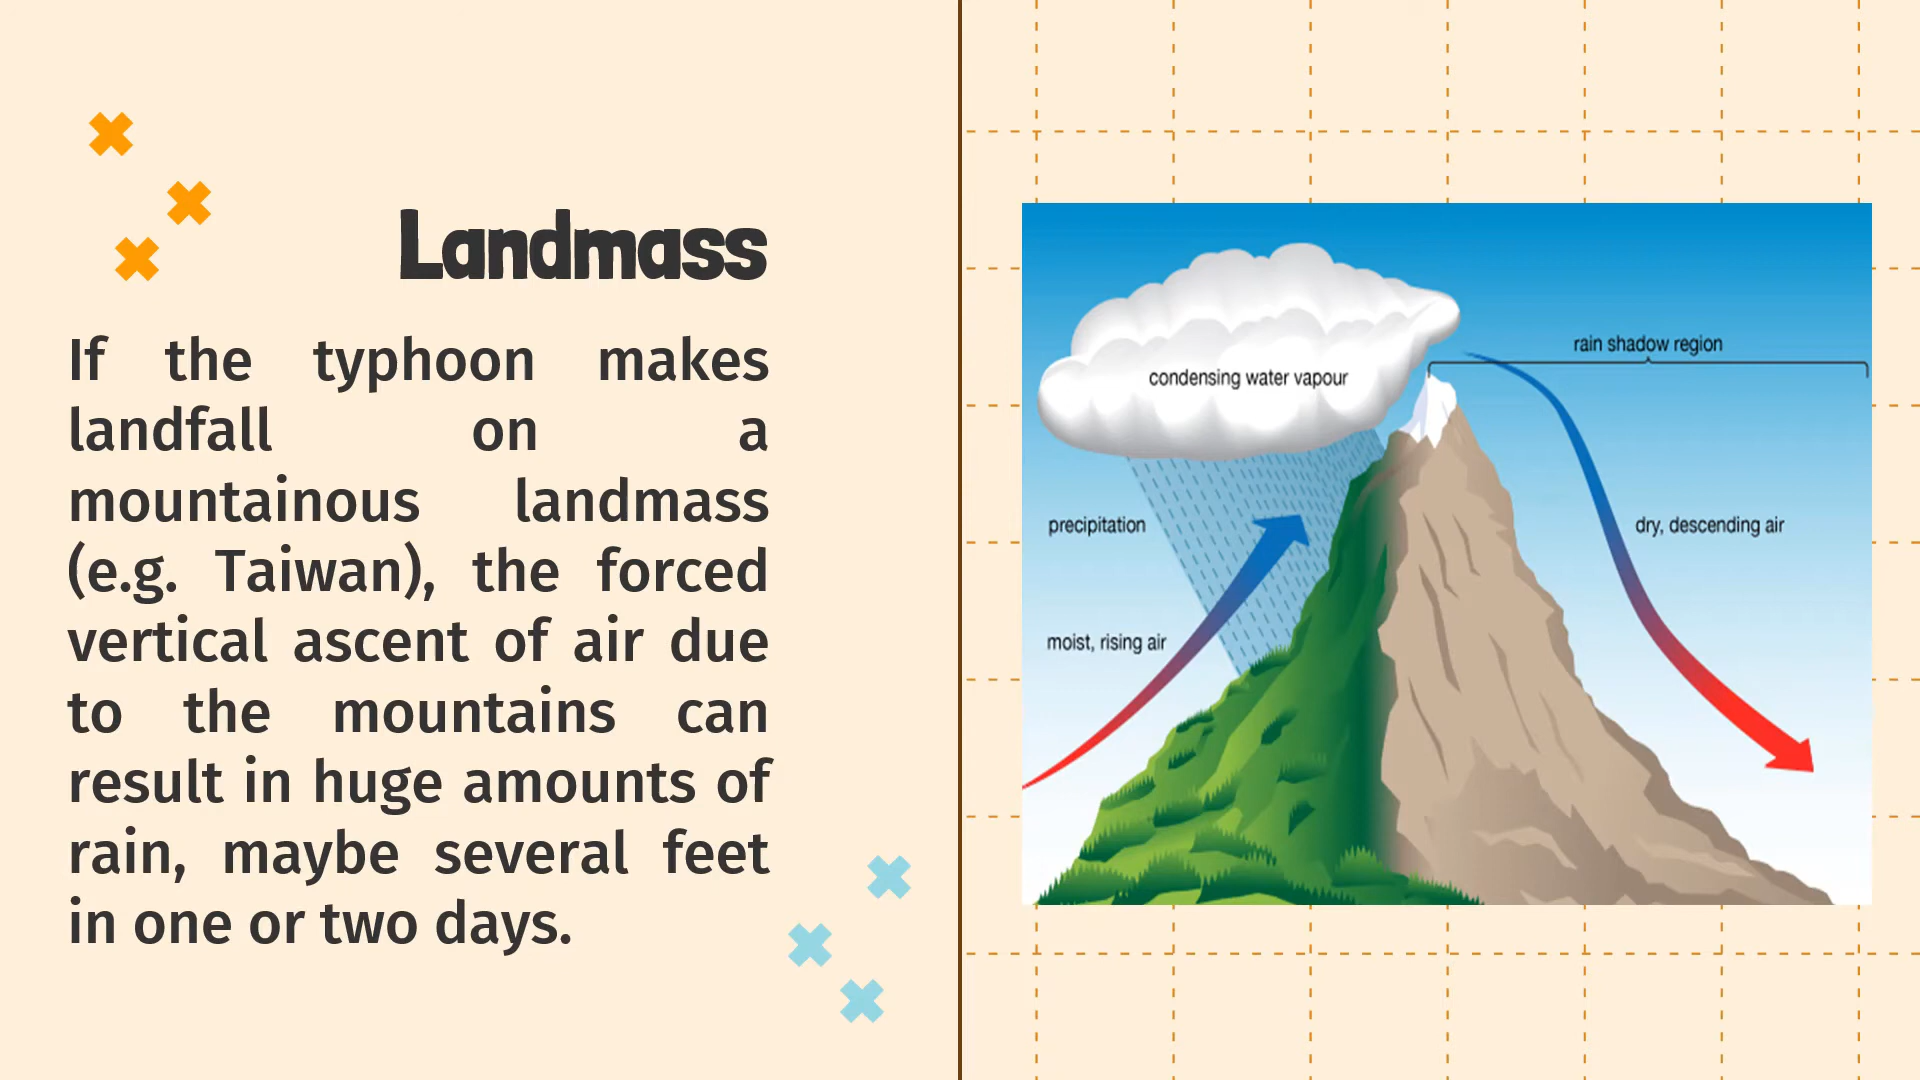 Landmass
If the typhoon makes
landfall on a
mountainous landmass
(e.g. Taiwan), the forced
vertical ascent of air due
to the mountains can
result in huge amounts of
rain, maybe several feet
in one or two days.
rain shadow region
condensing water vapour
precipitation
dry, descending air
moist, rising air